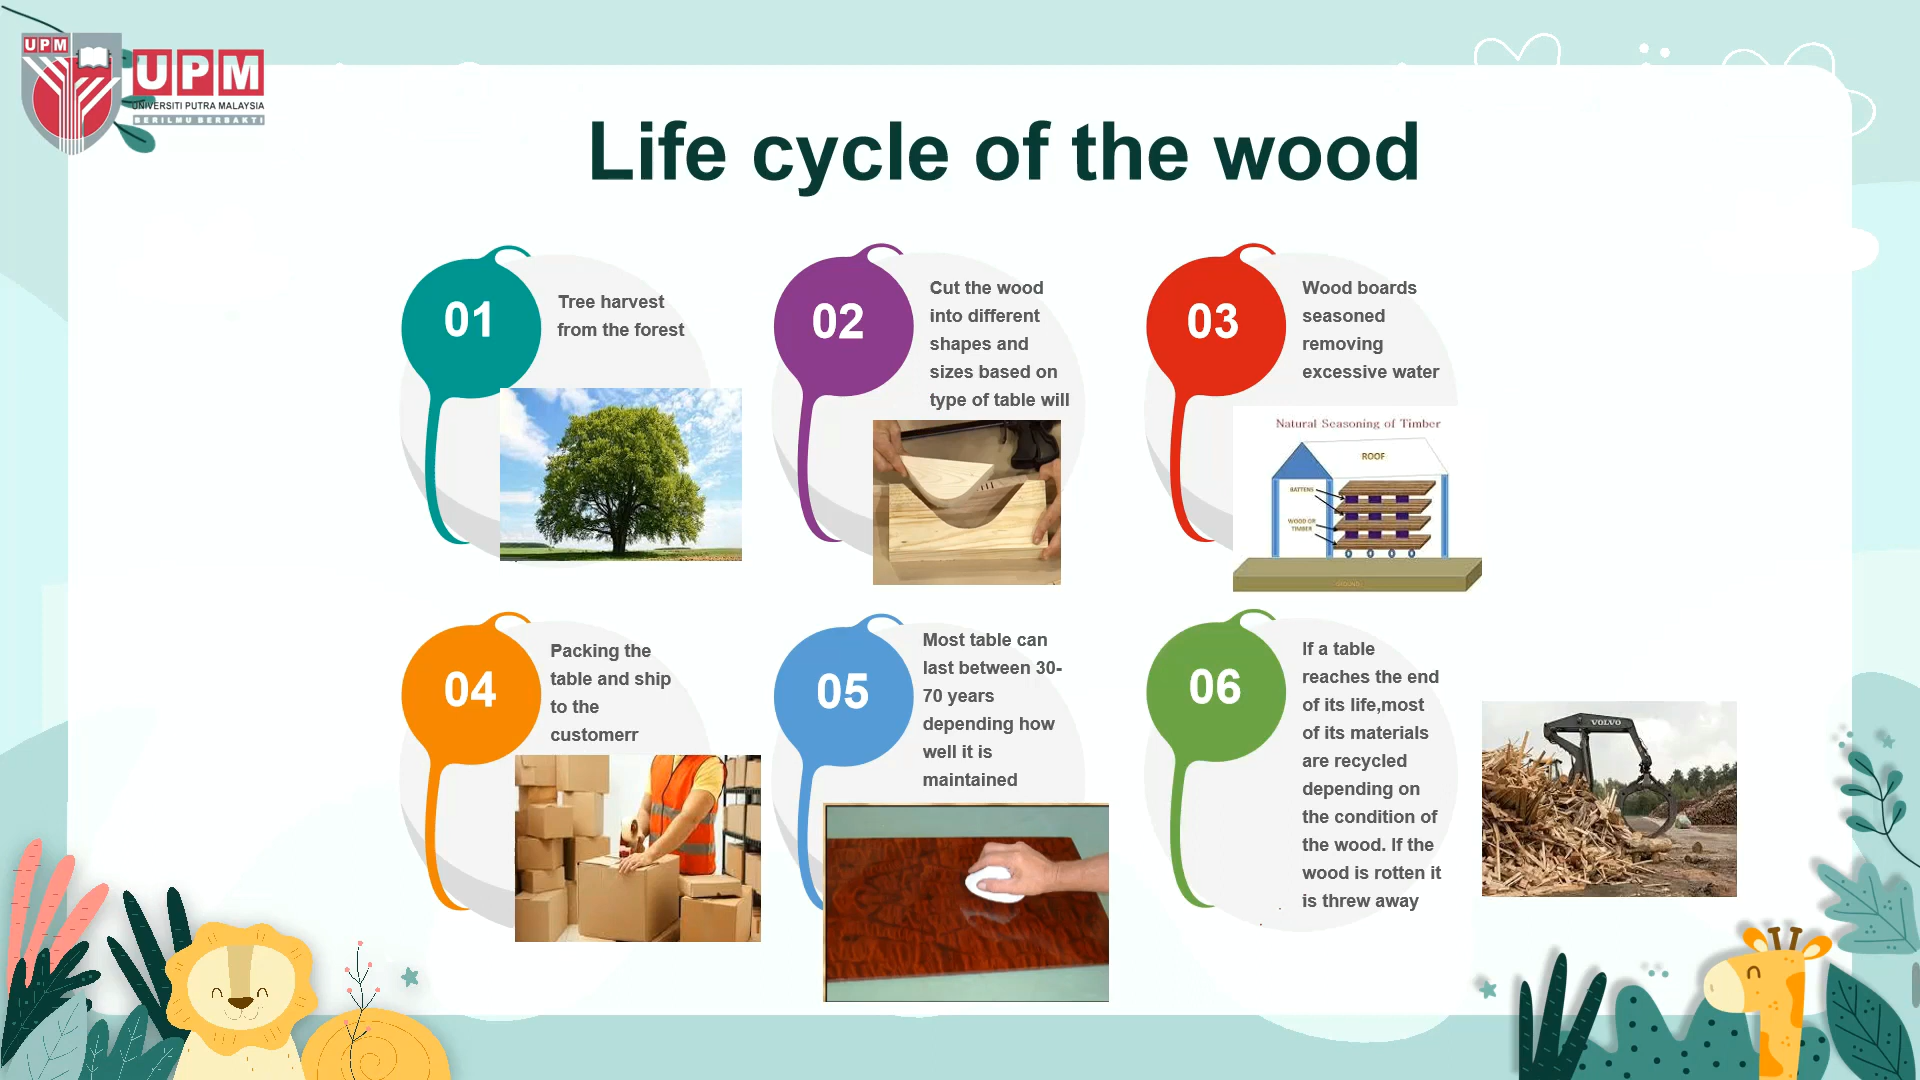 UPM
UPM
UNIVERSITI PUTRA MALAYSIA
BERILMU BERBAKTI
Life cycle of the wood
01
Tree harvest
from the forest
02
Cut the wood
into different
shapes and
sizes based on
type of table will
03
Wood boards
seasoned
removing
excessive water
Natural Seasoning of Timber
ROOF
BATTENS
WOOD OR
TIMBER
GROUND
04
Packing the
table and ship
to the
customerr
05
Most table can
last between 30-
70 years
depending how
well it is
maintained
06
If a table
reaches the end
of its life,most
of its materials
are recycled
depending on
the condition of
the wood. If the
wood is rotten it
is threw away
VOLVO